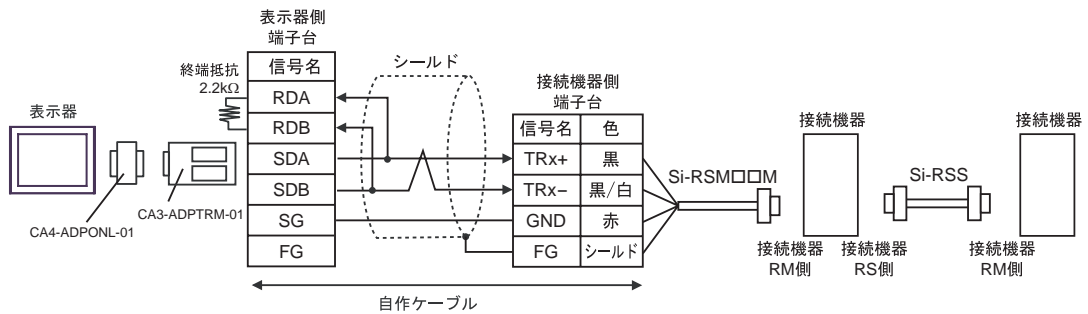 表示器側
端子台
信号名
RDA
RDB
SDA
SDB
SG
FG
終端抵抗
2.2kΩ
表示器
CA4-ADPONL-01
CA3-ADPTRM-01
シールド
接続機器側
端子台
信号名 色
TRx+ 黒
TRx− 黒/白
GND 赤
FG シールド
自作ケーブル
Si-RSM□□M
接続機器
接続機器
RM側
接続機器
RS側
Si-RSS
接続機器
接続機器
RM側